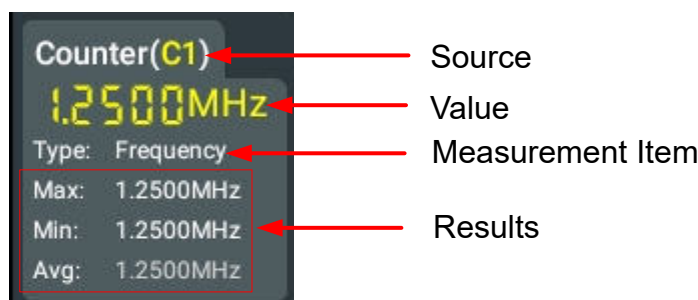 Counter(C1) Source
1.2500MHz Value
Type: Frequency Measurement Item
Max: 1.2500MHz
Min: 1.2500MHz Results
Avg: 1.2500MHz